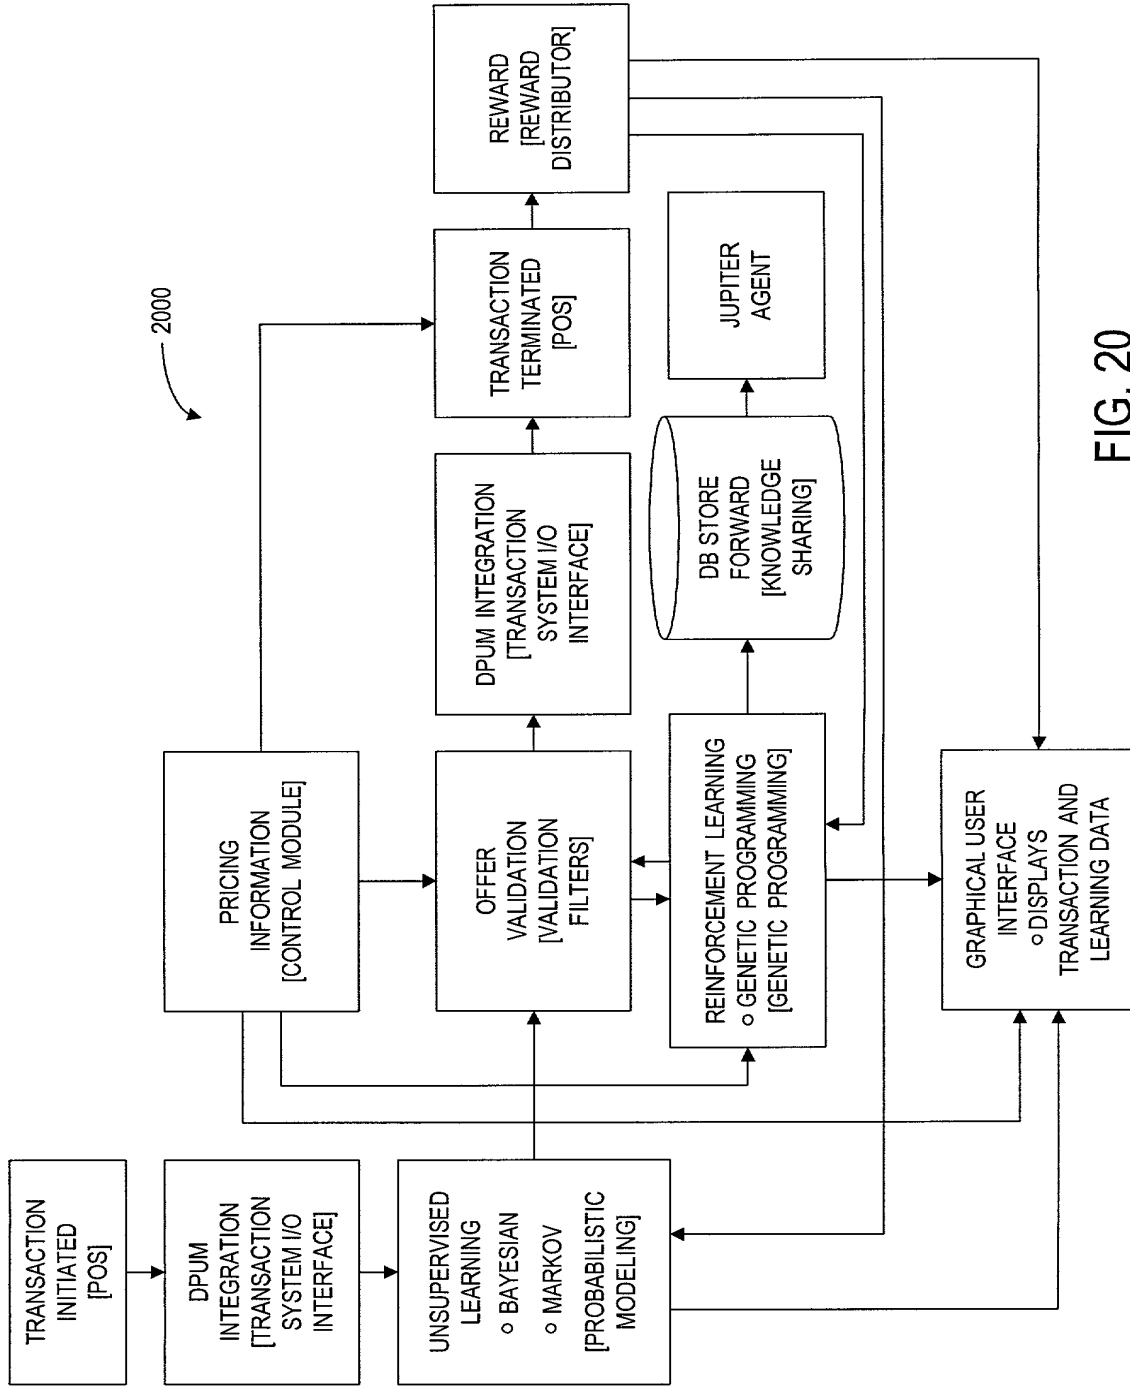 TRANSACTION
INITIATED
[POS]
DPUM
INTEGRATION
[TRANSACTION
SYSTEM I/O
INTERFACE]
UNSUPERVISED
LEARNING
○ BAYESIAN
○ MARKOV
[PROBABILISTIC
MODELING]
PRICING
INFORMATION
[CONTROL MODULE]
OFFER
VALIDATION
[VALIDATION
FILTERS]
REINFORCEMENT LEARNING
○ GENETIC PROGRAMMING
[GENETIC PROGRAMMING]
GRAPHICAL USER
INTERFACE
○ DISPLAYS
TRANSACTION AND
LEARNING DATA
DPUM INTEGRATION
[TRANSACTION
SYSTEM I/O
INTERFACE]
DB STORE
FORWARD
[KNOWLEDGE
SHARING]
2000
TRANSACTION
TERMINATED
[POS]
JUPITER
AGENT
REWARD
[REWARD
DISTRIBUTOR]
FIG. 20